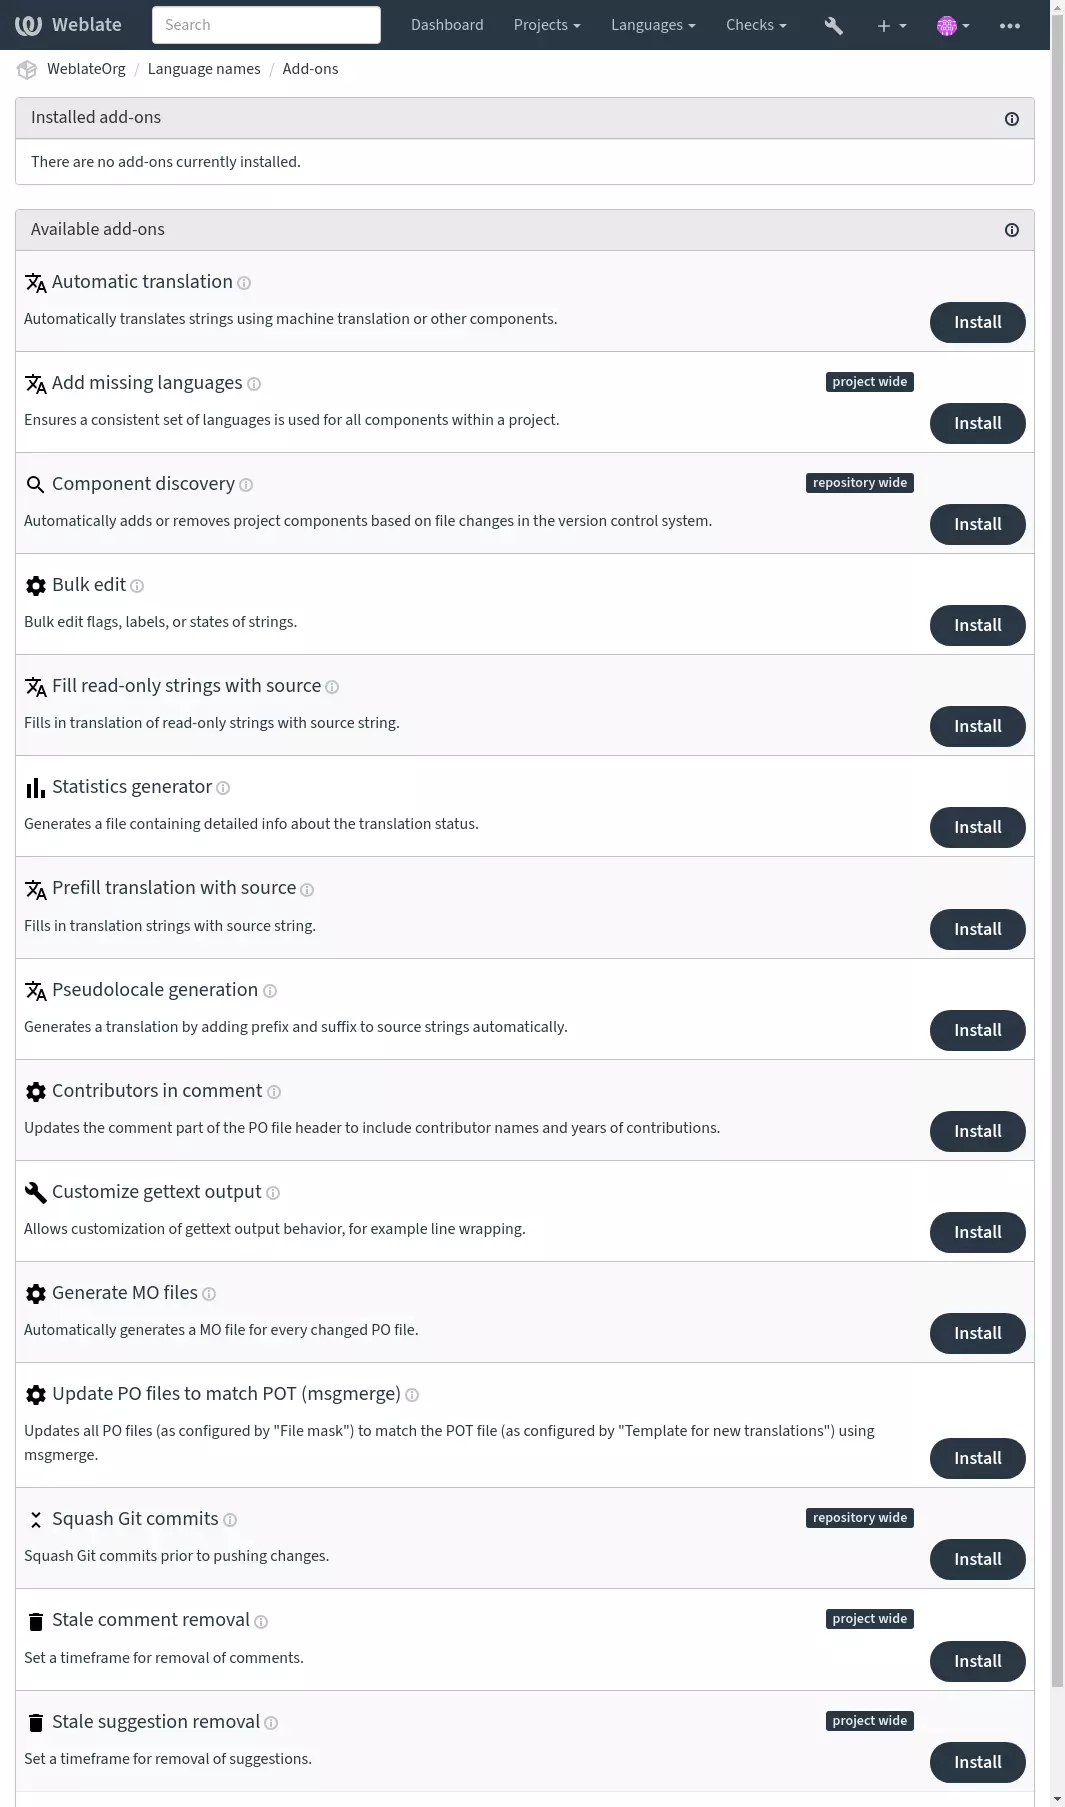 Weblate Search Dashboard Projects Languages Checks
WeblateOrg / Language names / Add-ons
Installed add-ons
There are no add-ons currently installed.
Available add-ons
Automatic translation
Automatically translates strings using machine translation or other components.
Install
Add missing languages project wide
Ensures a consistent set of languages is used for all components within a project.
Install
Component discovery repository wide
Automatically adds or removes project components based on file changes in the version control system.
Install
Bulk edit
Bulk edit flags, labels, or states of strings.
Install
Fill read-only strings with source
Fills in translation of read-only strings with source string.
Install
Statistics generator
Generates a file containing detailed info about the translation status.
Install
Prefill translation with source
Fills in translation strings with source string.
Install
Pseudolocale generation
Generates a translation by adding prefix and suffix to source strings automatically.
Install
Contributors in comment
Updates the comment part of the PO file header to include contributor names and years of contributions.
Install
Customize gettext output
Allows customization of gettext output behavior, for example line wrapping.
Install
Generate MO files
Automatically generates a MO file for every changed PO file.
Install
Update PO files to match POT (msgmerge)
Updates all PO files (as configured by "File mask") to match the POT file (as configured by "Template for new translations") using
msgmerge.
Install
Squash Git commits repository wide
Squash Git commits prior to pushing changes.
Install
Stale comment removal project wide
Set a timeframe for removal of comments.
Install
Stale suggestion removal project wide
Set a timeframe for removal of suggestions.
Install